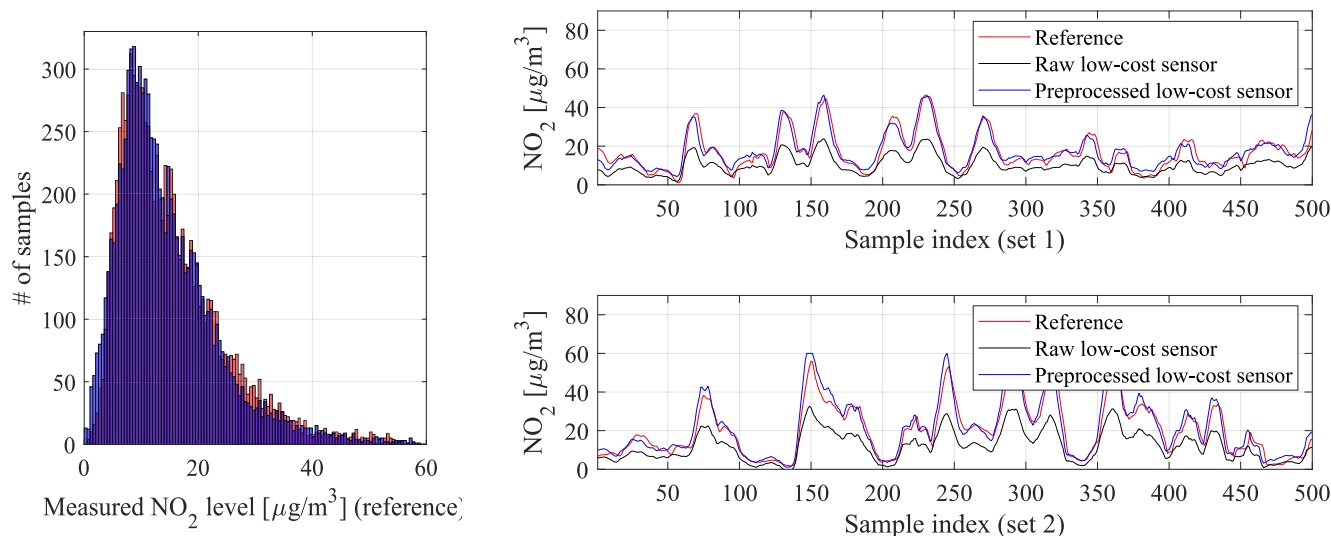 # of samples
300
250
200
150
100
50
0
0 20 40 60
Measured NO₂ level [μg/m³] (reference)
NO₂ [μg/m³]
80
60
40
20
0
Reference
Raw low-cost sensor
Preprocessed low-cost sensor
50 100 150 200 250 300 350 400 450 500
Sample index (set 1)
NO₂ [μg/m³]
80
60
40
20
0
Reference
Raw low-cost sensor
Preprocessed low-cost sensor
50 100 150 200 250 300 350 400 450 500
Sample index (set 2)